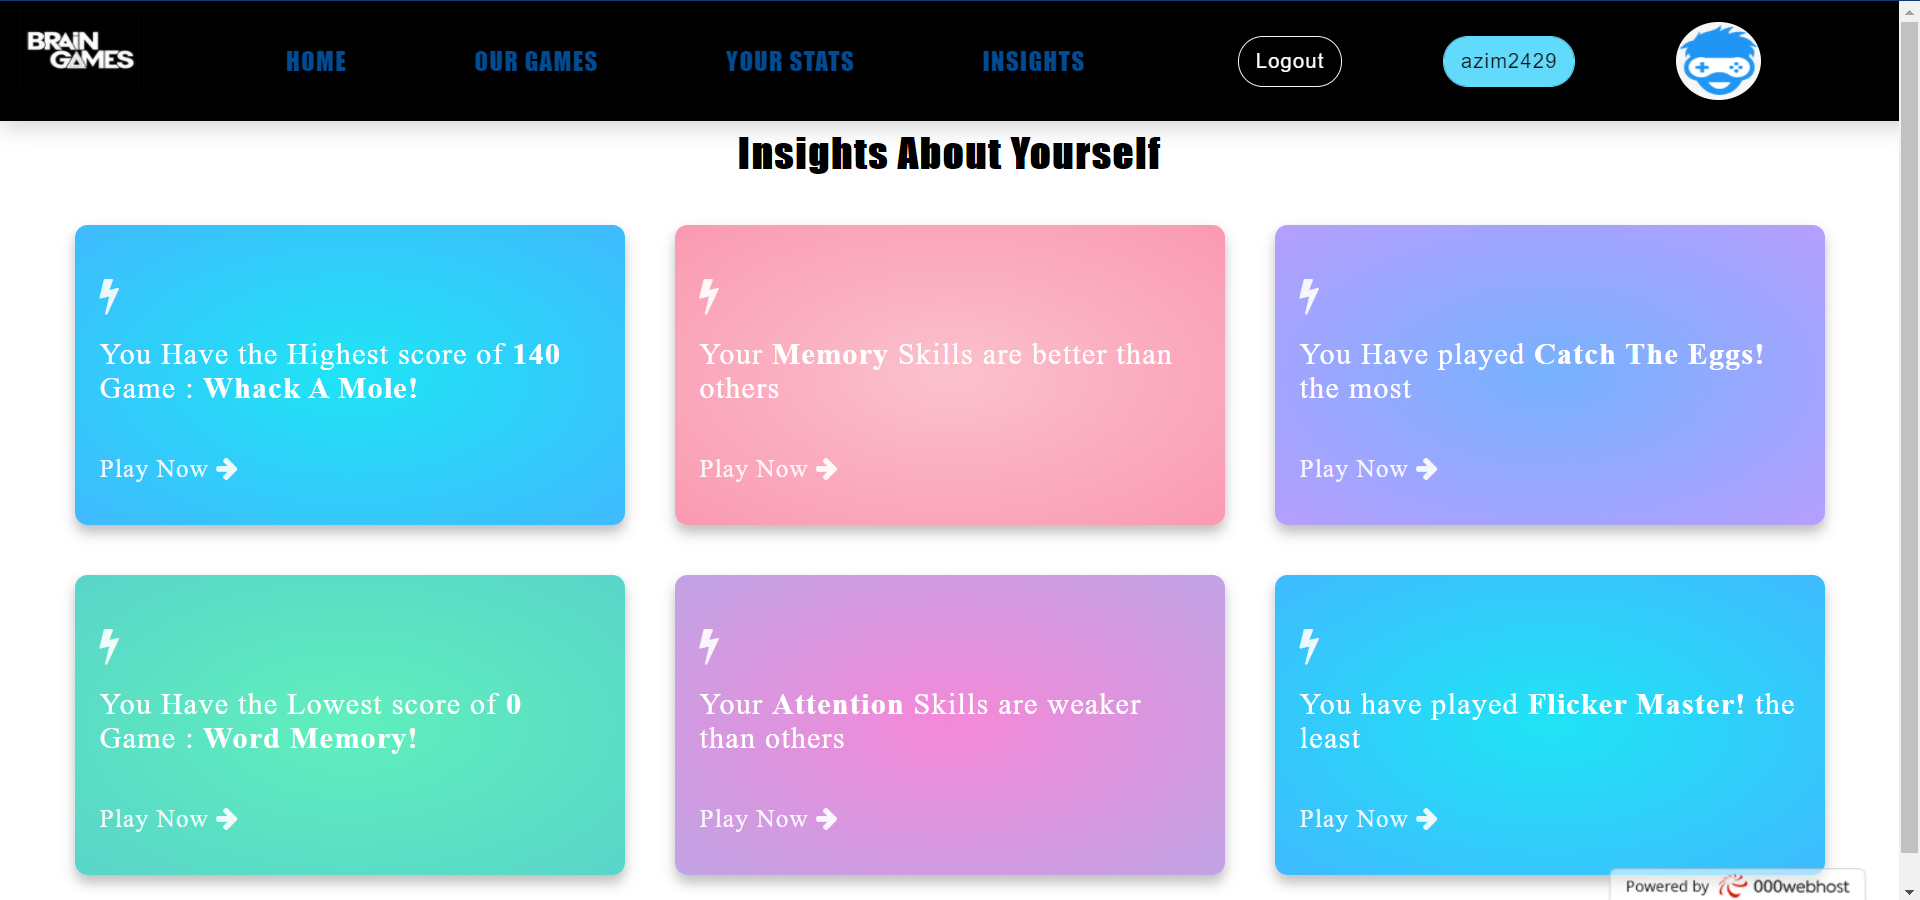 BRAIN
GAMES
HOME
OUR GAMES
YOUR STATS
INSIGHTS
Logout
azim2429
Insights About Yourself
You Have the Highest score of 140
Game : Whack A Mole!
Play Now
Your Memory Skills are better than
others
Play Now
You Have played Catch The Eggs!
the most
Play Now
You Have the Lowest score of 0
Game : Word Memory!
Play Now
Your Attention Skills are weaker
than others
Play Now
You have played Flicker Master! the
least
Play Now
Powered by 000webhost